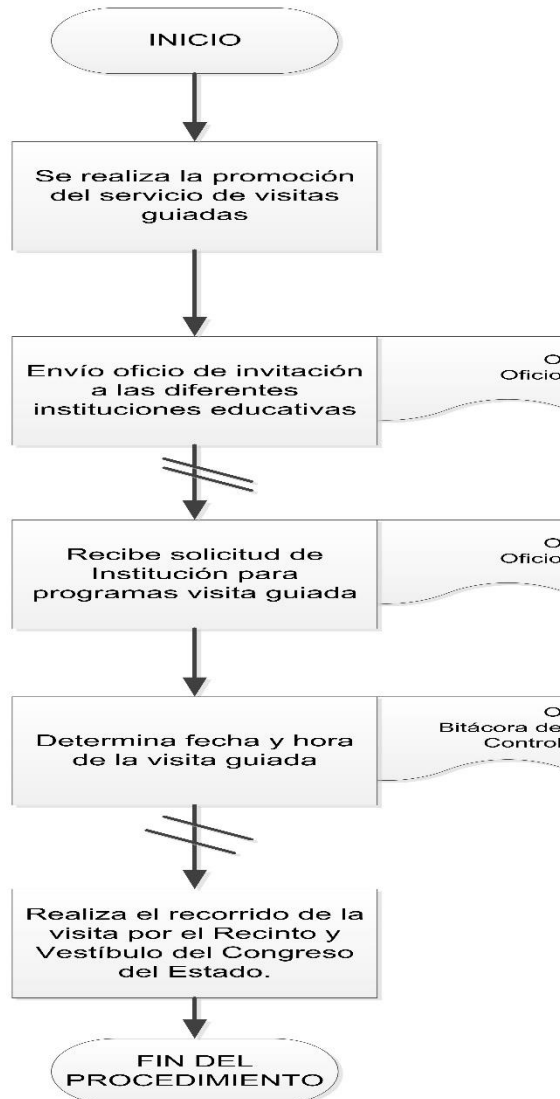 INICIO
Se realiza la promoción
del servicio de visitas
guiadas
Envío oficio de invitación
a las diferentes
instituciones educativas
O
Oficio
Recibe solicitud de
Institución para
programas visita guiada
O
Oficio
Determina fecha y hora
de la visita guiada
O
Bitácora de
Control
Realiza el recorrido de la
visita por el Recinto y
Vestíbulo del Congreso
del Estado.
FIN DEL
PROCEDIMIENTO